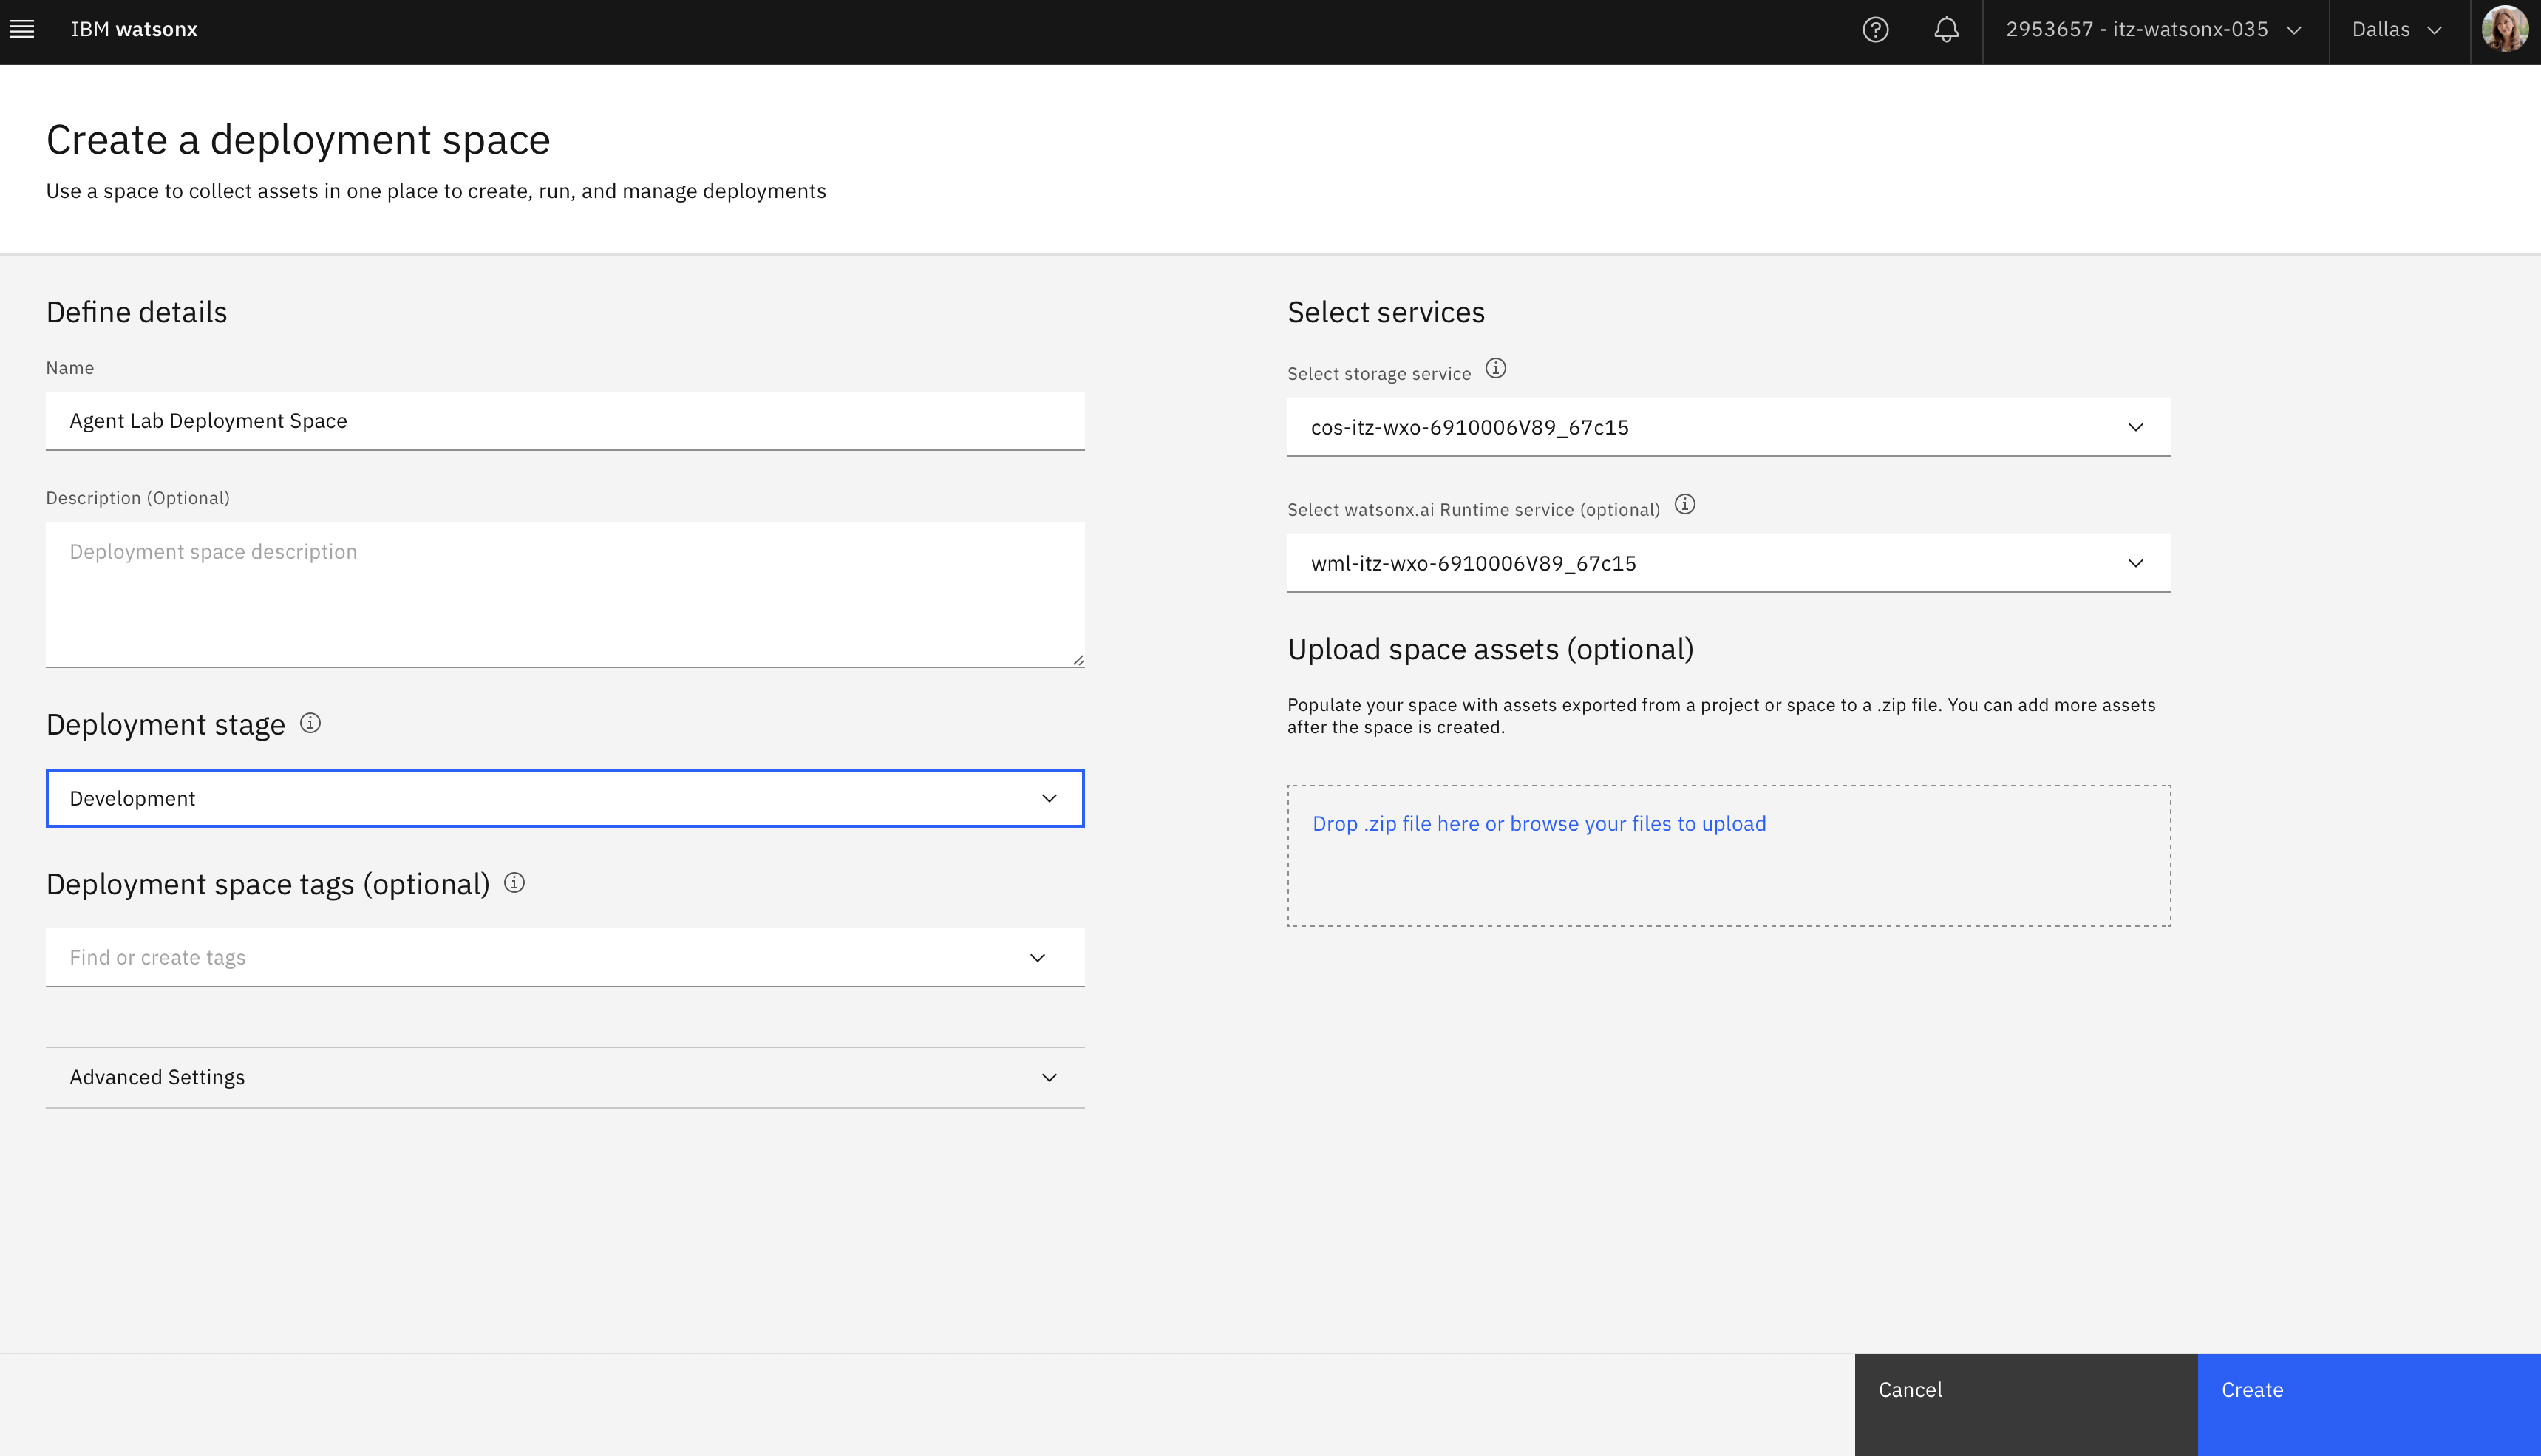 IBM watsonx
2953657 - itz-watsonx-035
Dallas
Create a deployment space
Use a space to collect assets in one place to create, run, and manage deployments
Define details
Name
Agent Lab Deployment Space
Description (Optional)
Deployment space description
Deployment stage
Development
Deployment space tags (optional)
Find or create tags
Advanced Settings
Select services
Select storage service
cos-itz-wxo-6910006V89_67c15
Select watsonx.ai Runtime service (optional)
wml-itz-wxo-6910006V89_67c15
Upload space assets (optional)
Populate your space with assets exported from a project or space to a .zip file. You can add more assets
after the space is created.
Drop .zip file here or browse your files to upload
Cancel
Create